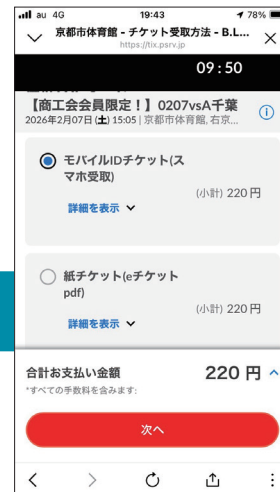 au 4G 19:43 78%
京都市体育館 - チケット受取方法 - B.L...
https://tix.psrv.jp
09:50
【商工会会員限定！】0207vsA千葉
2026年2月07日 (土) 15:05 | 京都市体育館, 右京...
モバイルIDチケット(ス
マホ受取)
(小計) 220 円
詳細を表示
紙チケット(eチケット
pdf)
(小計) 220 円
詳細を表示
合計お支払い金額
220 円
*すべての手数料を含みます:
次へ